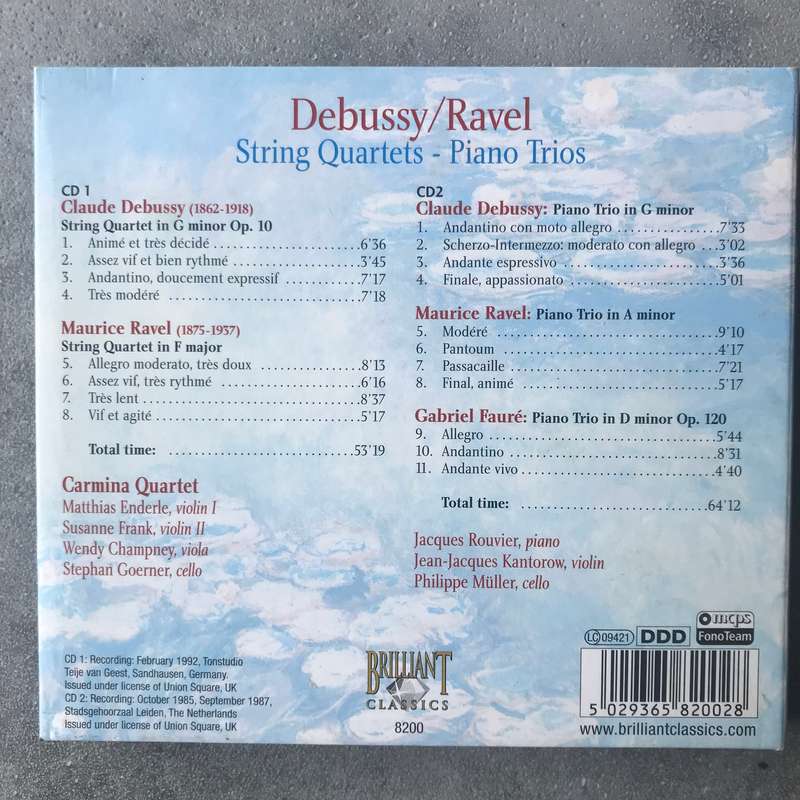 Debussy/Ravel
String Quartets - Piano Trios
CD 1
Claude Debussy (1862-1918)
String Quartet in G minor Op. 10
1. Animé et très décidé 6'36
2. Assez vif et bien rythmé 3'45
3. Andantino, doucement expressif 7'17
4. Très modéré 7'18
Maurice Ravel (1875-1937)
String Quartet in F major
5. Allegro moderato, très doux 8'13
6. Assez vif, très rythmé 6'16
7. Très lent 8'37
8. Vif et agité 5'17
Total time: 53'19
Carmina Quartet
Matthias Enderle, violin I
Susanne Frank, violin II
Wendy Champney, viola
Stephan Goerner, cello
CD2
Claude Debussy: Piano Trio in G minor
1. Andantino con moto allegro 7'33
2. Scherzo-Intermezzo: moderato con allegro 3'02
3. Andante espressivo 3'36
4. Finale, appassionato 5'01
Maurice Ravel: Piano Trio in A minor
5. Modéré 9'10
6. Pantoum 4'17
7. Passacaille 7'21
8. Final, animé 5'17
Gabriel Fauré: Piano Trio in D minor Op. 120
9. Allegro 5'44
10. Andantino 8'31
11. Andante vivo 4'40
Total time: 64'12
Jacques Rouvier, piano
Jean-Jacques Kantorow, violin
Philippe Müller, cello
CD 1: Recording: February 1992, Tonstudio
Teije van Geest, Sandhausen, Germany.
Issued under license of Union Square, UK
CD 2: Recording: October 1985, September 1987,
Stadsgehoorzaal Leiden, The Netherlands
Issued under license of Union Square, UK
BRILLIANT
CLASSICS
8200
LC 09421
DDD
mcps
FonoTeam
5 029365 820028
www.brilliantclassics.com